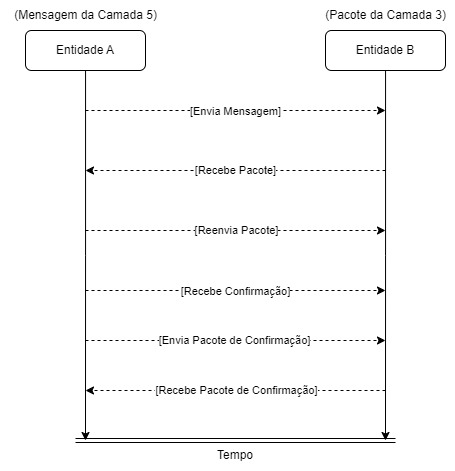 (Mensagem da Camada 5)
(Pacote da Camada 3)
Entidade A
Entidade B
[Envia Mensagem]
[Recebe Pacote]
[Reenvia Pacote]
[Recebe Confirmação]
[Envia Pacote de Confirmação]
[Recebe Pacote de Confirmação]
Tempo